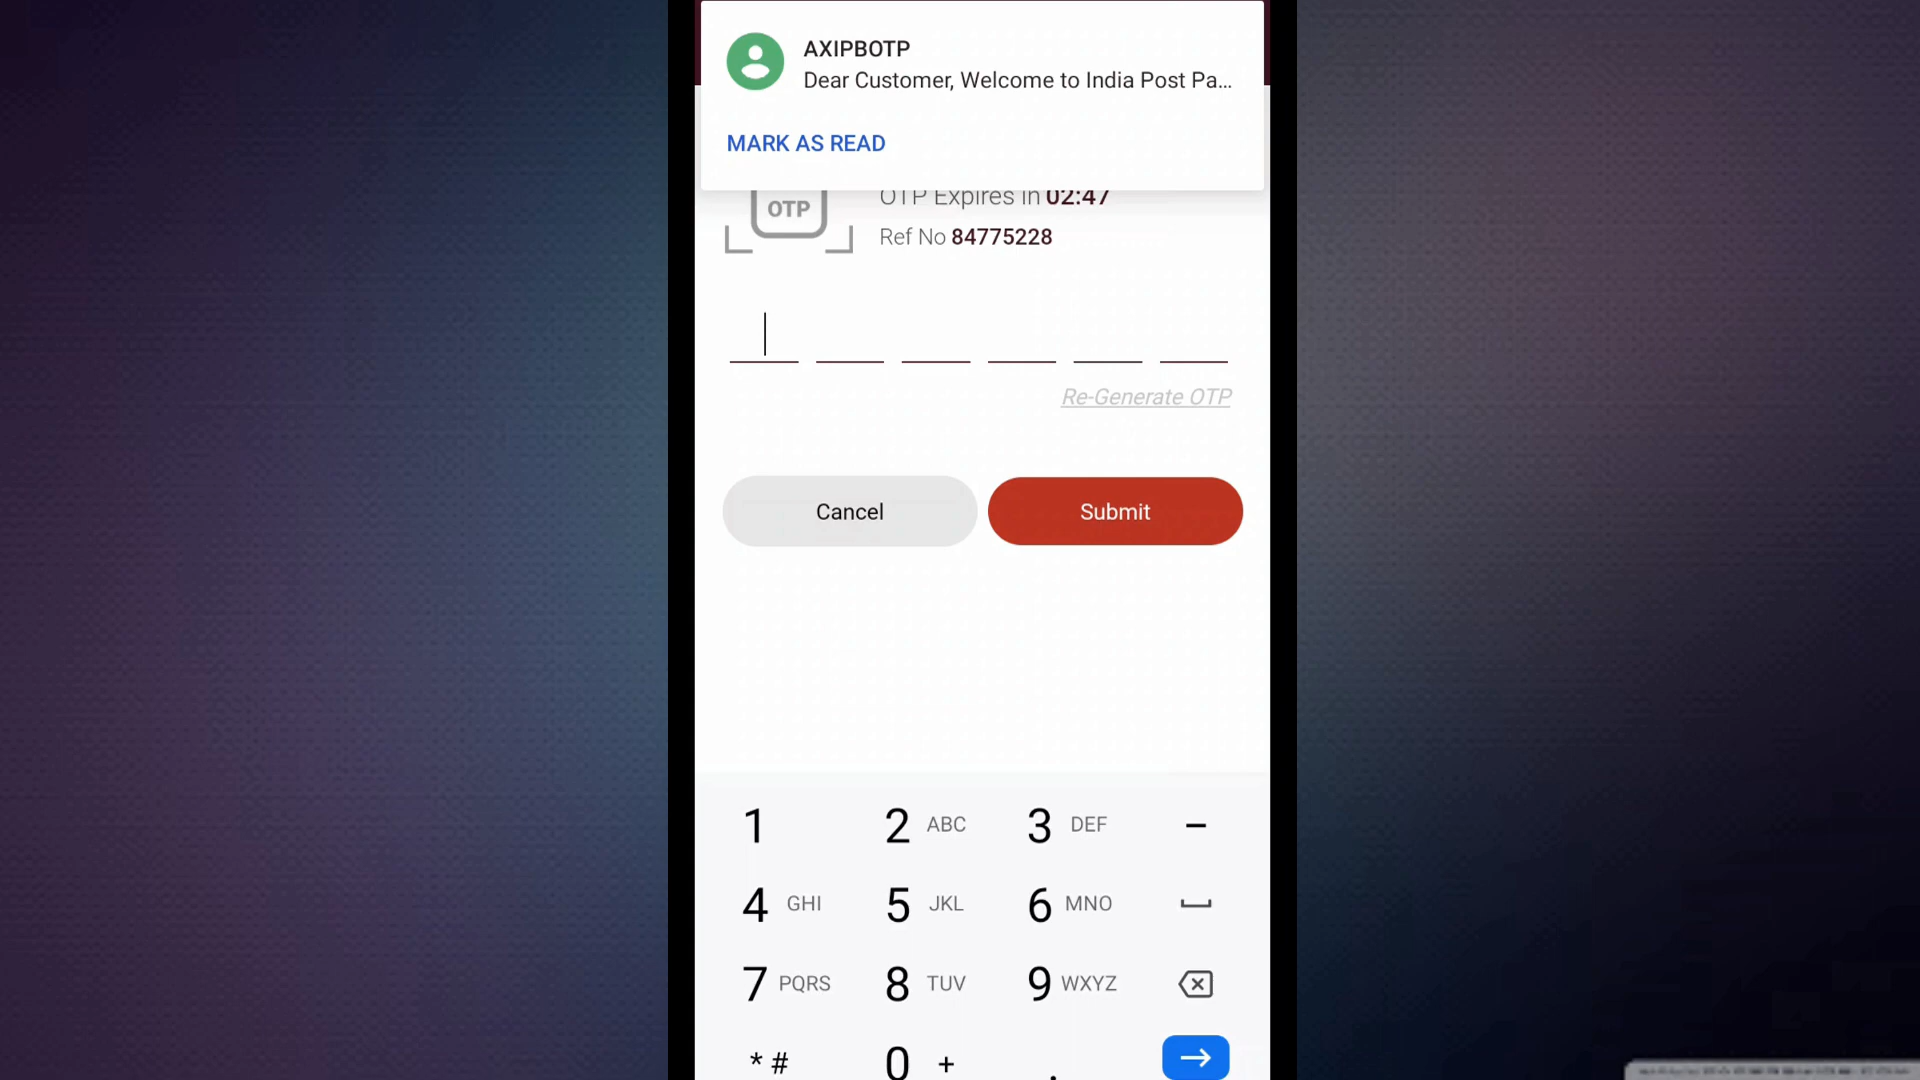 AXIPBOTP
Dear Customer, Welcome to India Post Pa...
MARK AS READ
OTP
OTP Expires in 02:47
Ref No 84775228
Re-Generate OTP
Cancel
Submit
1
2 ABC
3 DEF
-
4 GHI
5 JKL
6 MNO
7 PQRS
8 TUV
9 WXYZ
* #
0 +
.